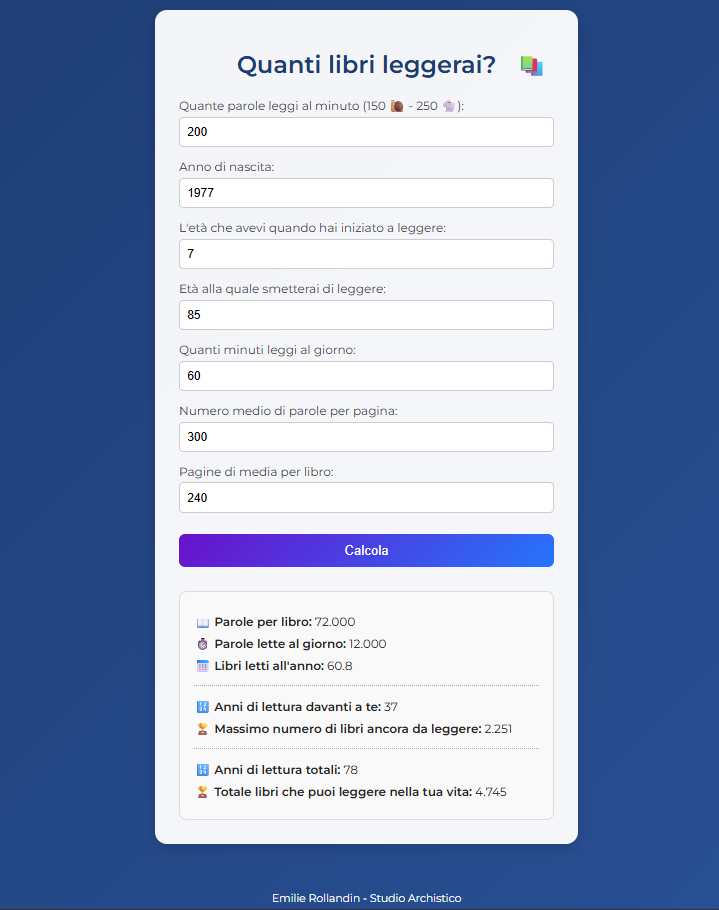 Quanti libri leggerai? 📚
Quante parole leggi al minuto (150 🐌 - 250 🐇):
200
Anno di nascita:
1977
L'età che avevi quando hai iniziato a leggere:
7
Età alla quale smetterai di leggere:
85
Quanti minuti leggi al giorno:
60
Numero medio di parole per pagina:
300
Pagine di media per libro:
240
Calcola
📖 Parole per libro: 72.000
⏱️ Parole lette al giorno: 12.000
📅 Libri letti all'anno: 60.8
🔢 Anni di lettura davanti a te: 37
🏆 Massimo numero di libri ancora da leggere: 2.251
🔢 Anni di lettura totali: 78
🏆 Totale libri che puoi leggere nella tua vita: 4.745
Emilie Rollandin - Studio Archistico